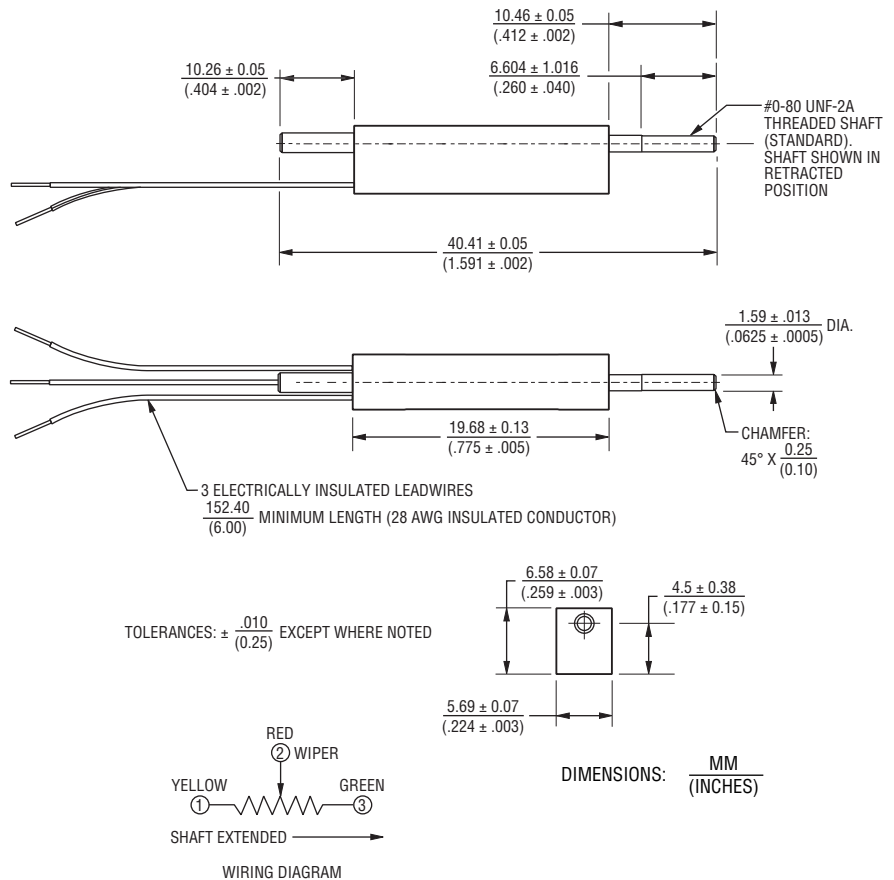 10.46 ± 0.05
(.412 ± .002)
10.26 ± 0.05
(.404 ± .002)
6.604 ± 1.016
(.260 ± .040)
#0-80 UNF-2A
THREADED SHAFT
(STANDARD).
SHAFT SHOWN IN
RETRACTED
POSITION
40.41 ± 0.05
(1.591 ± .002)
1.59 ± .013
(.0625 ± .0005)
DIA.
19.68 ± 0.13
(.775 ± .005)
CHAMFER:
45° X 0.25
(0.10)
3 ELECTRICALLY INSULATED LEADWIRES
152.40
(6.00)
MINIMUM LENGTH (28 AWG INSULATED CONDUCTOR)
6.58 ± 0.07
(.259 ± .003)
4.5 ± 0.38
(.177 ± 0.15)
TOLERANCES: ± .010
(0.25)
EXCEPT WHERE NOTED
5.69 ± 0.07
(.224 ± .003)
RED
2 WIPER
YELLOW
GREEN
1
3
SHAFT EXTENDED
WIRING DIAGRAM
DIMENSIONS: MM
(INCHES)